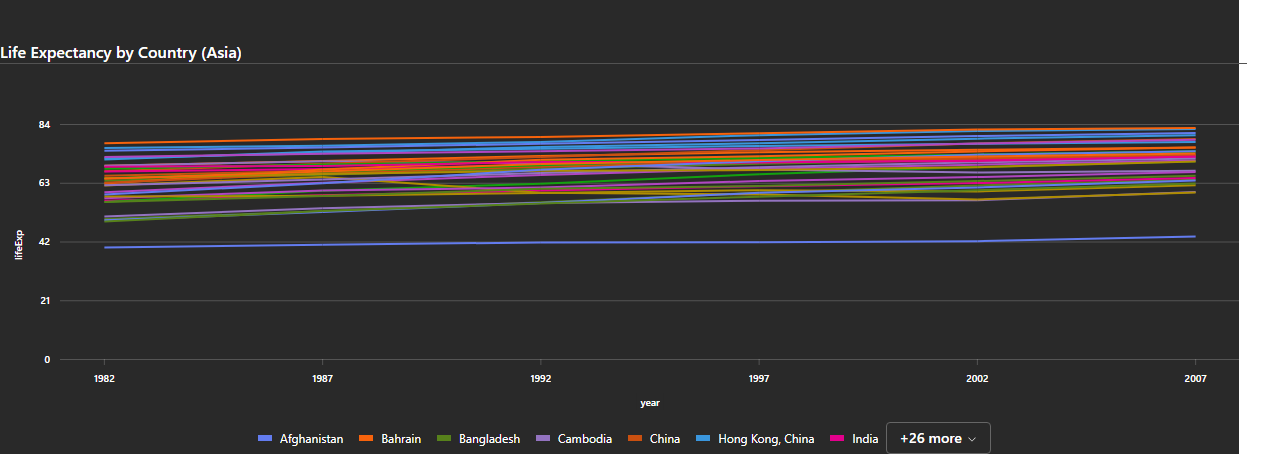 Life Expectancy by Country (Asia)
84
63
42
21
0
lifeExp
1982 1987 1992 1997 2002 2007
year
Afghanistan Bahrain Bangladesh Cambodia China Hong Kong, China India +26 more